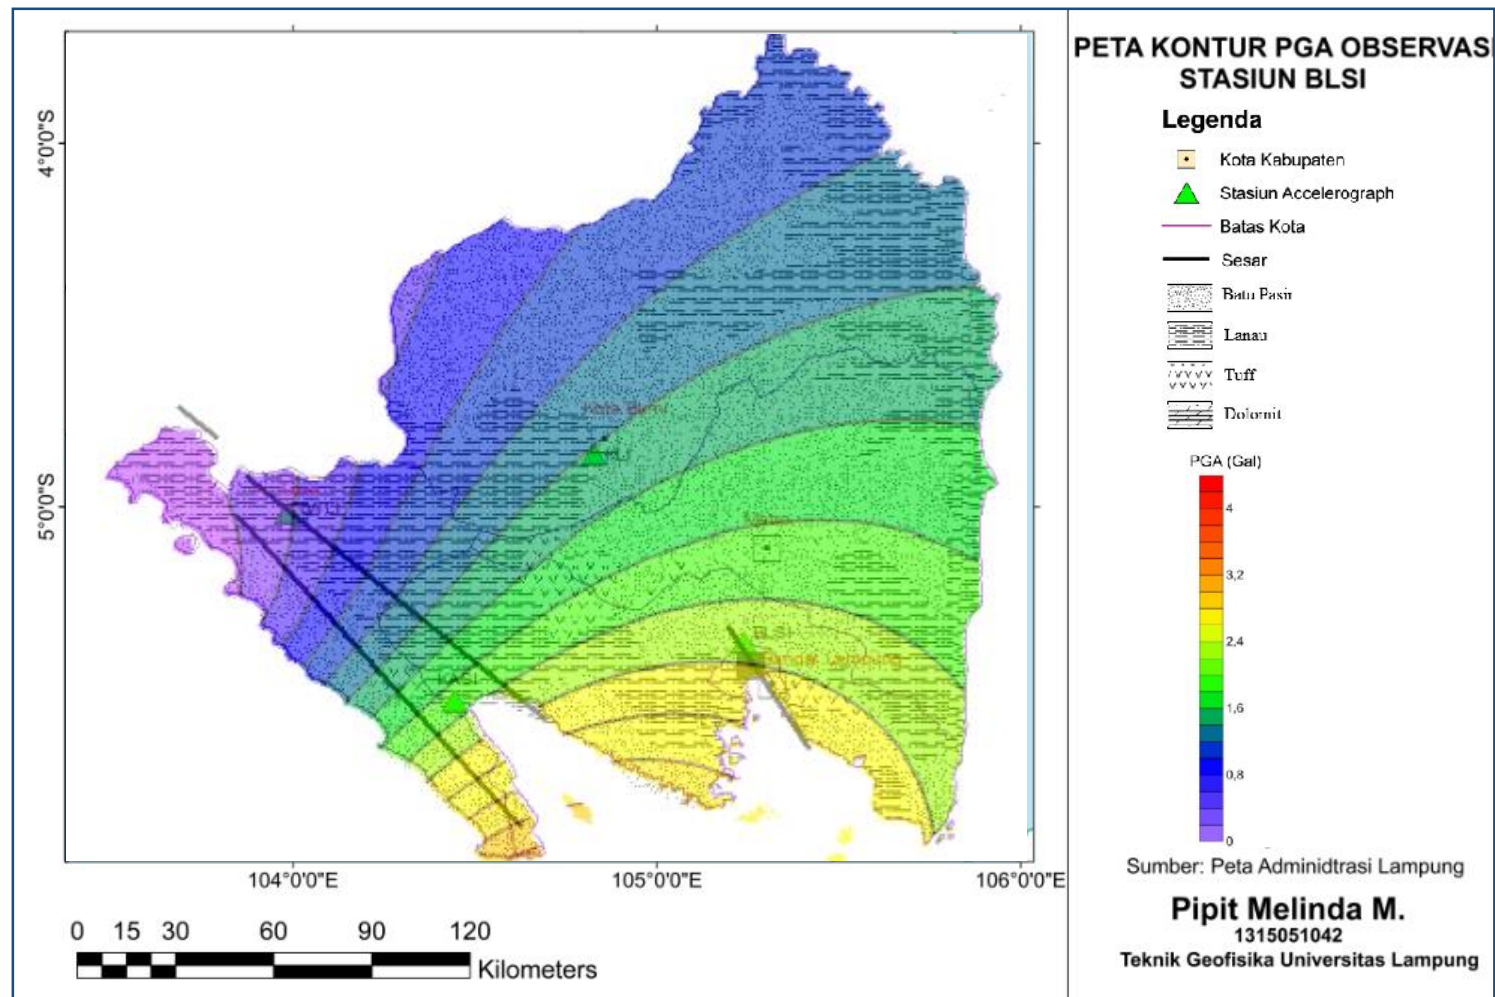 PETA KONTUR PGA OBSERVASI
STASIUN BLSI
Legenda
Kota Kabupaten
Stasiun Accelerograph
Batas Kota
Sesar
Batu Pasir
Lanau
Tuff
Dolomit
PGA (Gal)
4
3,2
2,4
1,6
0,8
0
Sumber: Peta Adminidtrasi Lampung
Pipit Melinda M.
1315051042
Teknik Geofisika Universitas Lampung
4°0'0"S
5°0'0"S
104°0'0"E
105°0'0"E
106°0'0"E
BLSI
Bandar Lampung
0 15 30 60 90 120
Kilometers